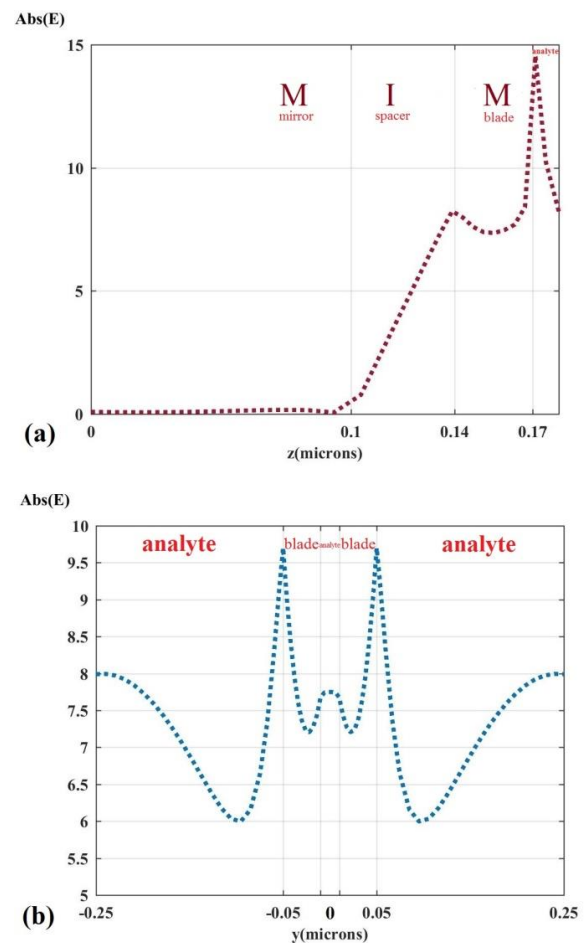 Abs(E)
15
analyte
M I M
mirror spacer blade
10
5
0
(a)
0 0.1 0.14 0.17
z(microns)
Abs(E)
10
analyte blade analyte blade analyte
9.5
9
8.5
8
7.5
7
6.5
6
5.5
5
(b)
-0.25 -0.05 0 0.05 0.25
y(microns)